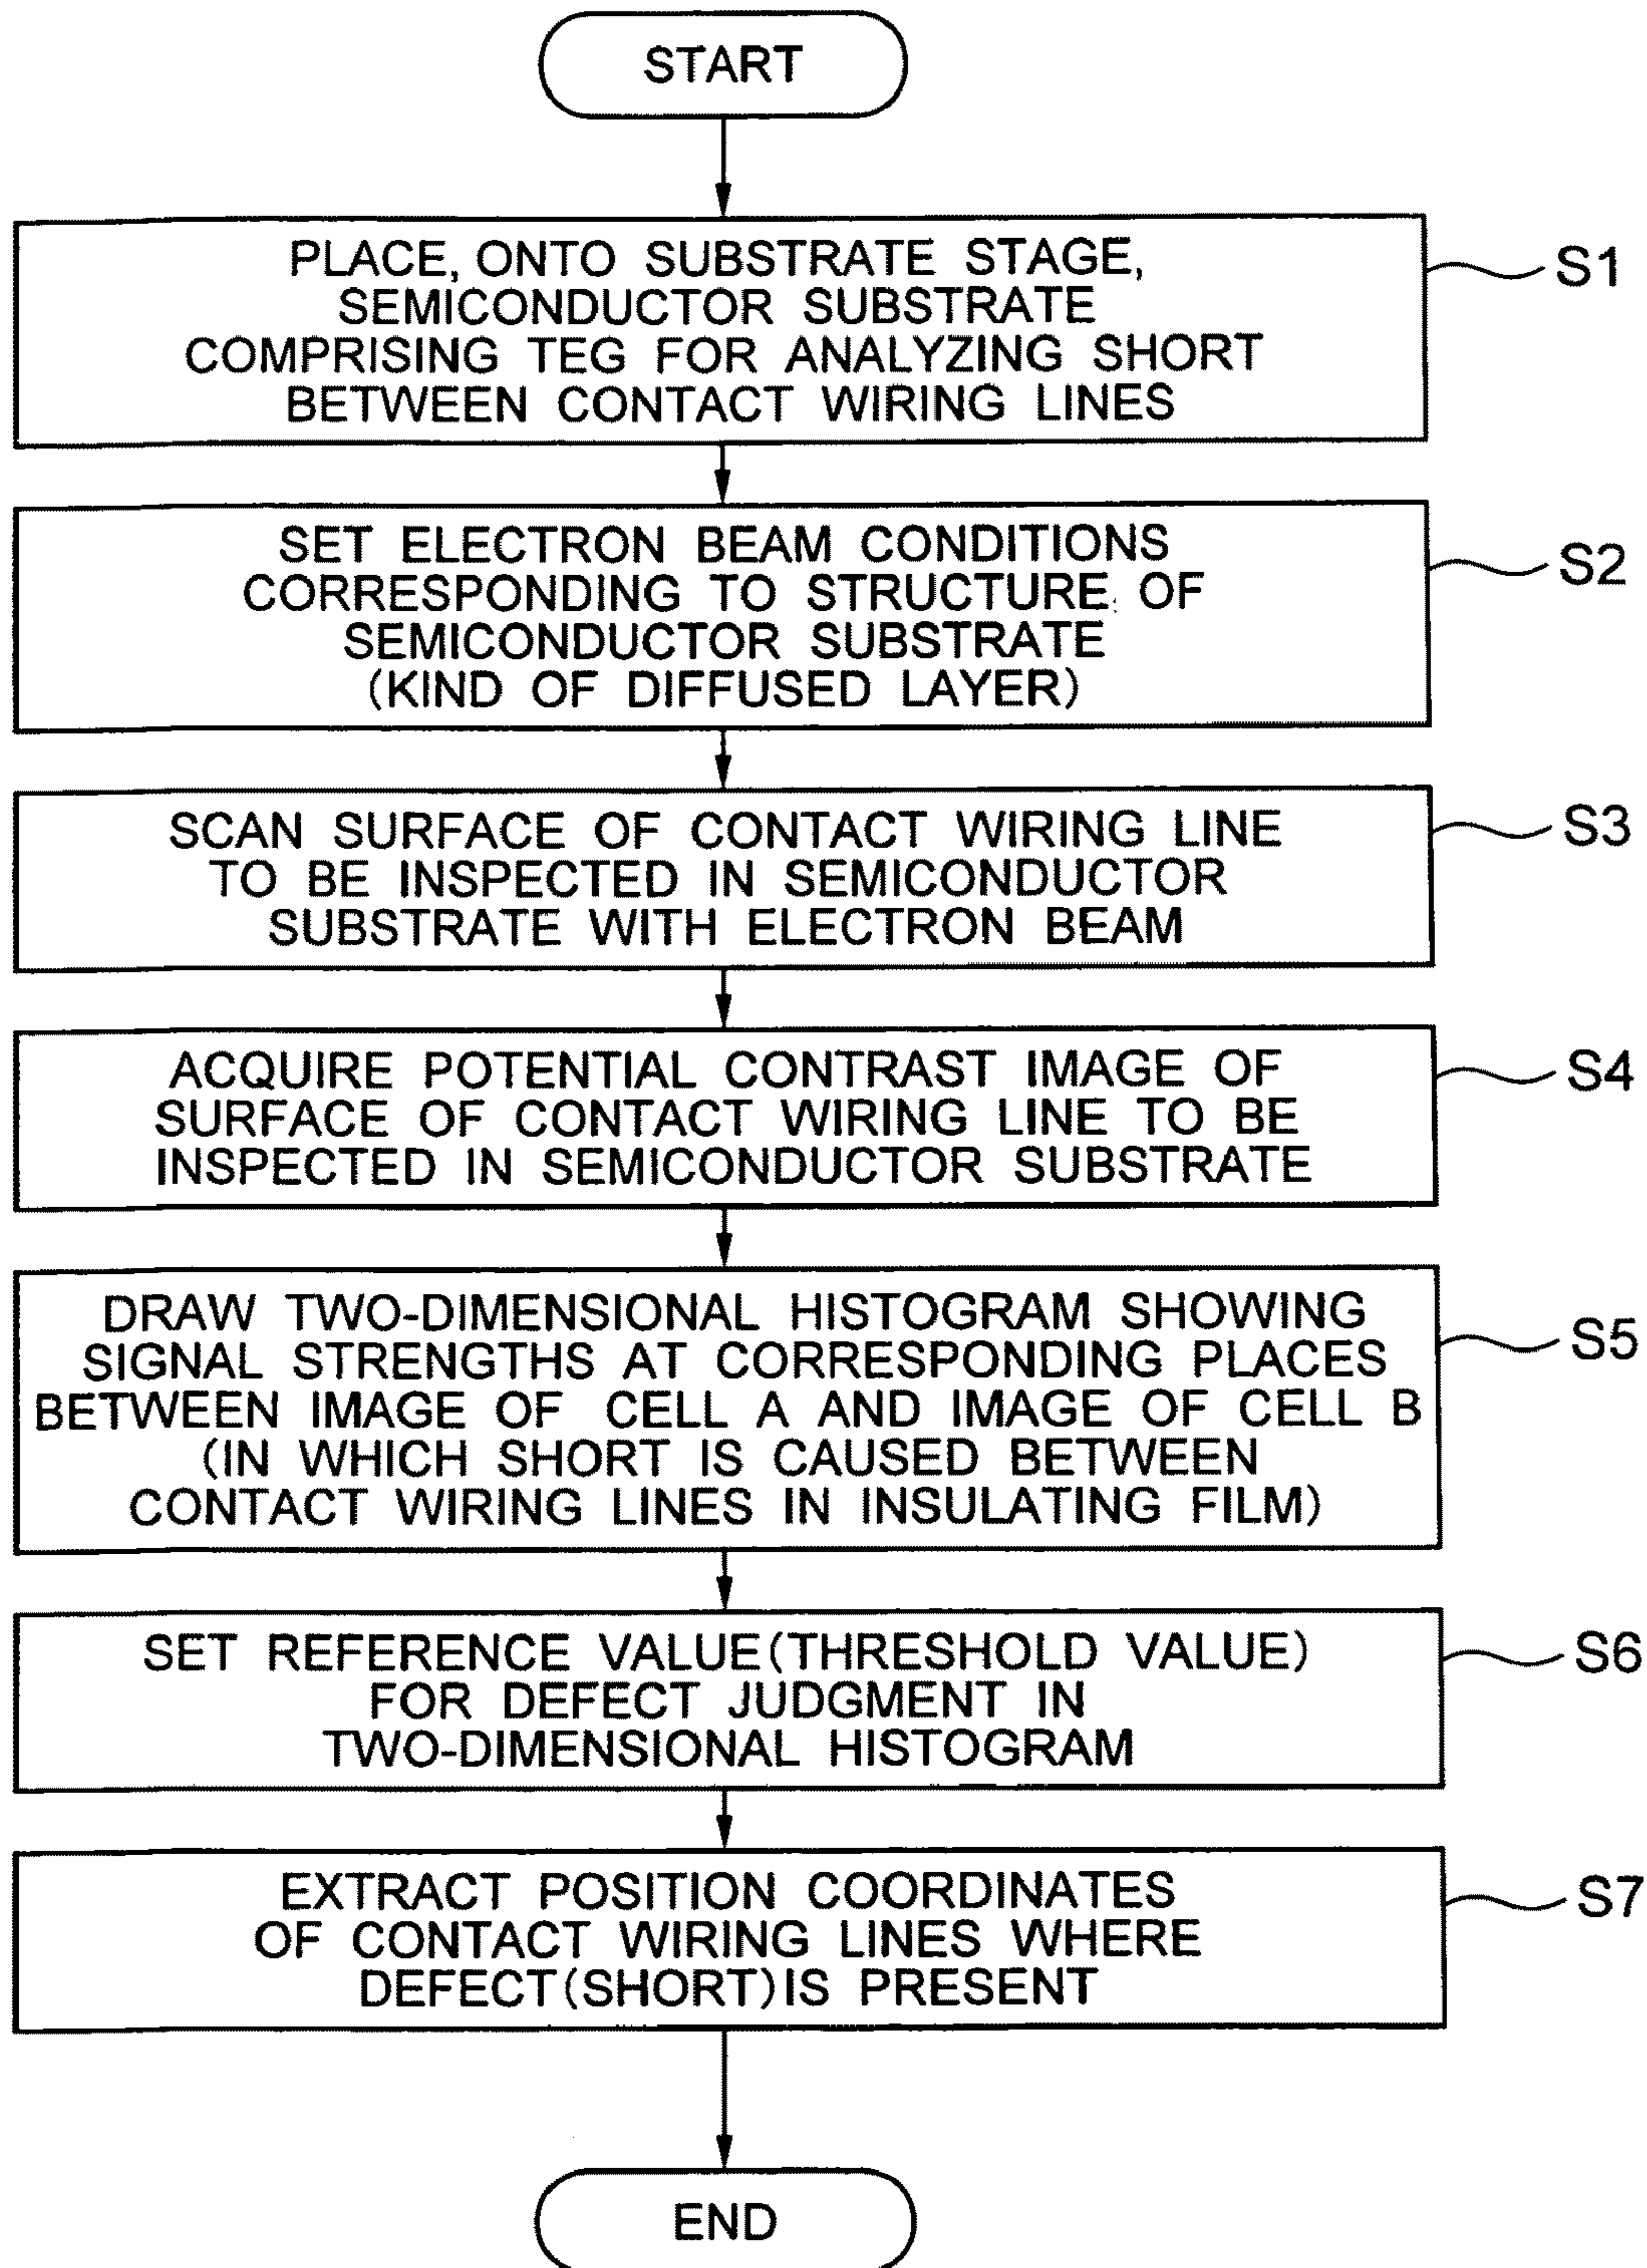 START
PLACE, ONTO SUBSTRATE STAGE,
SEMICONDUCTOR SUBSTRATE
COMPRISING TEG FOR ANALYZING SHORT
BETWEEN CONTACT WIRING LINES
S1
SET ELECTRON BEAM CONDITIONS
CORRESPONDING TO STRUCTURE OF
SEMICONDUCTOR SUBSTRATE
(KIND OF DIFFUSED LAYER)
S2
SCAN SURFACE OF CONTACT WIRING LINE
TO BE INSPECTED IN SEMICONDUCTOR
SUBSTRATE WITH ELECTRON BEAM
S3
ACQUIRE POTENTIAL CONTRAST IMAGE OF
SURFACE OF CONTACT WIRING LINE TO BE
INSPECTED IN SEMICONDUCTOR SUBSTRATE
S4
DRAW TWO-DIMENSIONAL HISTOGRAM SHOWING
SIGNAL STRENGTHS AT CORRESPONDING PLACES
BETWEEN IMAGE OF CELL A AND IMAGE OF CELL B
(IN WHICH SHORT IS CAUSED BETWEEN
CONTACT WIRING LINES IN INSULATING FILM)
S5
SET REFERENCE VALUE(THRESHOLD VALUE)
FOR DEFECT JUDGMENT IN
TWO-DIMENSIONAL HISTOGRAM
S6
EXTRACT POSITION COORDINATES
OF CONTACT WIRING LINES WHERE
DEFECT(SHORT)IS PRESENT
S7
END